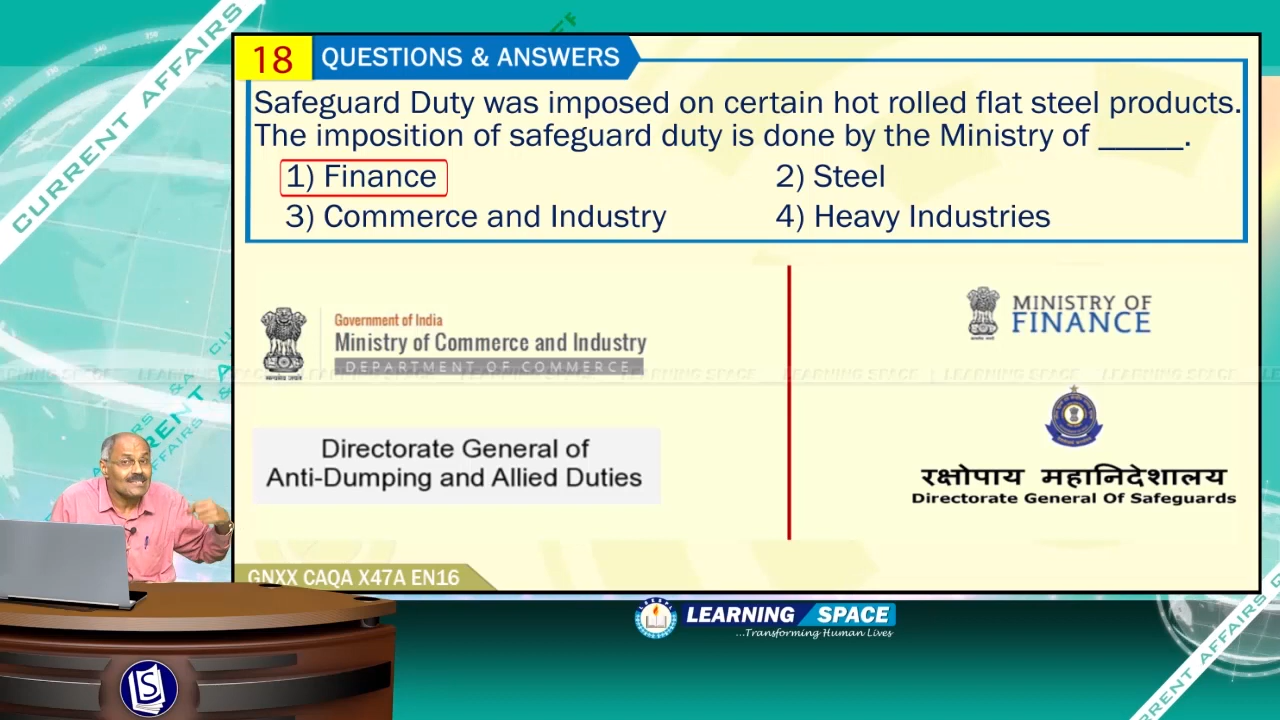 CURRENT AFFAIRS
18
QUESTIONS & ANSWERS
Safeguard Duty was imposed on certain hot rolled flat steel products.
The imposition of safeguard duty is done by the Ministry of _____.
1) Finance
2) Steel
3) Commerce and Industry
4) Heavy Industries
Government of India
Ministry of Commerce and Industry
DEPARTMENT OF COMMERCE
MINISTRY OF
FINANCE
LEARNING SPACE
Directorate General of
Anti-Dumping and Allied Duties
रक्षोपाय महानिदेशालय
Directorate General Of Safeguards
GNXX CAQA X47A EN16
LEARNING SPACE
...Transforming Human Lives
LS